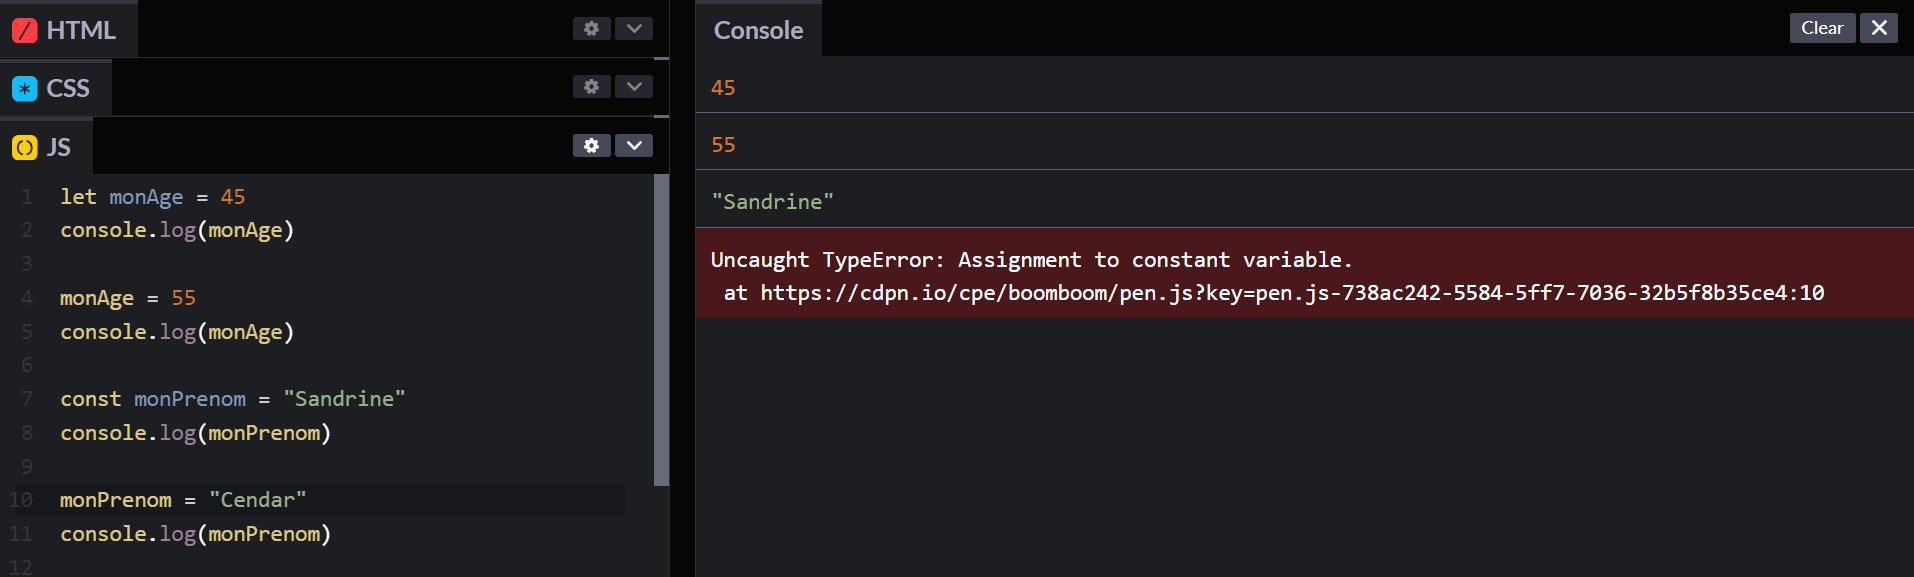 HTML
CSS
JS
1 let monAge = 45
2 console.log(monAge)
3
4 monAge = 55
5 console.log(monAge)
6
7 const monPrenom = "Sandrine"
8 console.log(monPrenom)
9
10 monPrenom = "Cendar"
11 console.log(monPrenom)
12
Console
Clear
45
55
"Sandrine"
Uncaught TypeError: Assignment to constant variable.
at https://cdpn.io/cpe/boomboom/pen.js?key=pen.js-738ac242-5584-5ff7-7036-32b5f8b35ce4:10